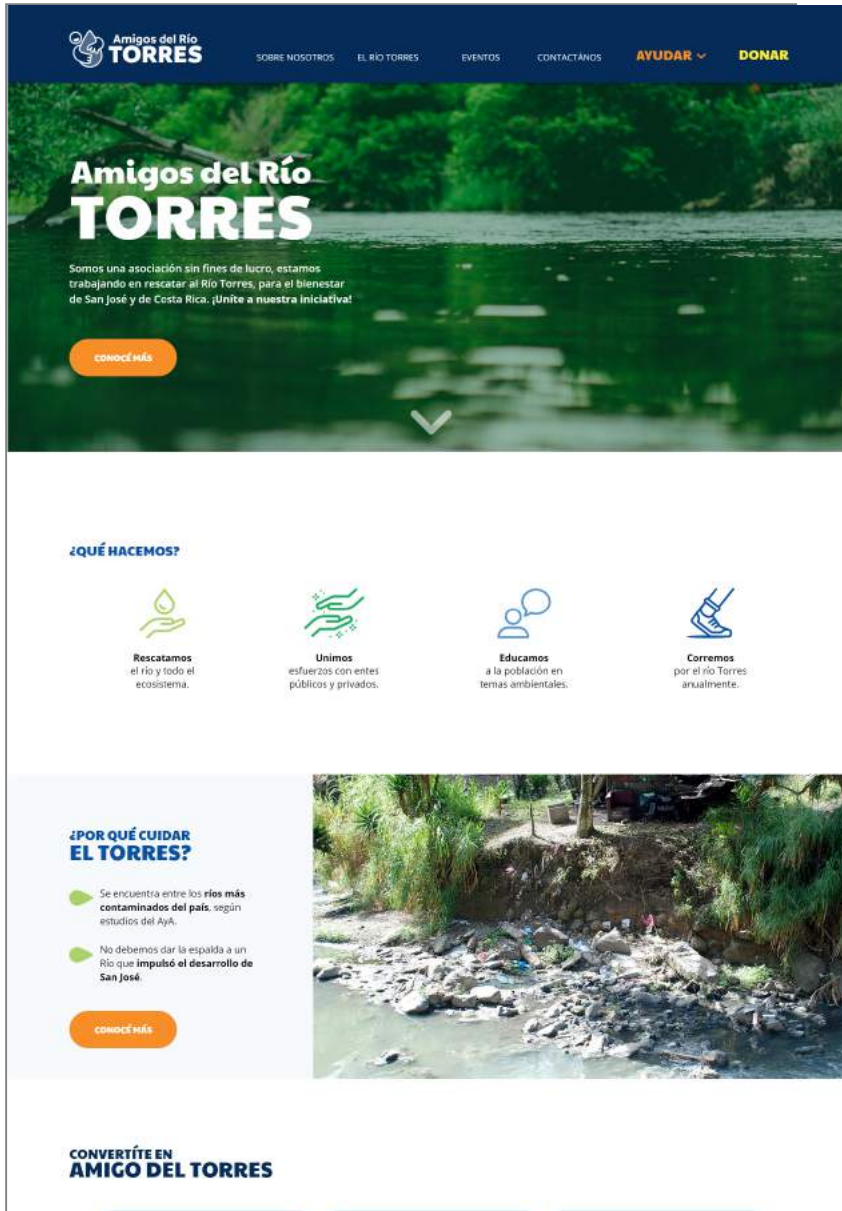 Amigos del Río
TORRES
SOBRE NOSOTROS
EL RÍO TORRES
EVENTOS
CONTACTÁNOS
AYUDAR
DONAR
Amigos del Río
TORRES
Somos una asociación sin fines de lucro, estamos
trabajando en rescatar al Río Torres, para el bienestar
de San José y de Costa Rica. ¡Uníte a nuestra iniciativa!
CONOCÉ MÁS
¿QUÉ HACEMOS?
Rescatamos
el río y todo el
ecosistema.
Unimos
esfuerzos con entes
públicos y privados.
Educamos
a la población en
temas ambientales.
Corremos
por el río Torres
anualmente.
¿POR QUÉ CUIDAR
EL TORRES?
Se encuentra entre los ríos más
contaminados del país, según
estudios del AyA.
No debemos dar la espalda a un
Río que impulsó el desarrollo de
San José.
CONOCÉ MÁS
CONVERTÍTE EN
AMIGO DEL TORRES